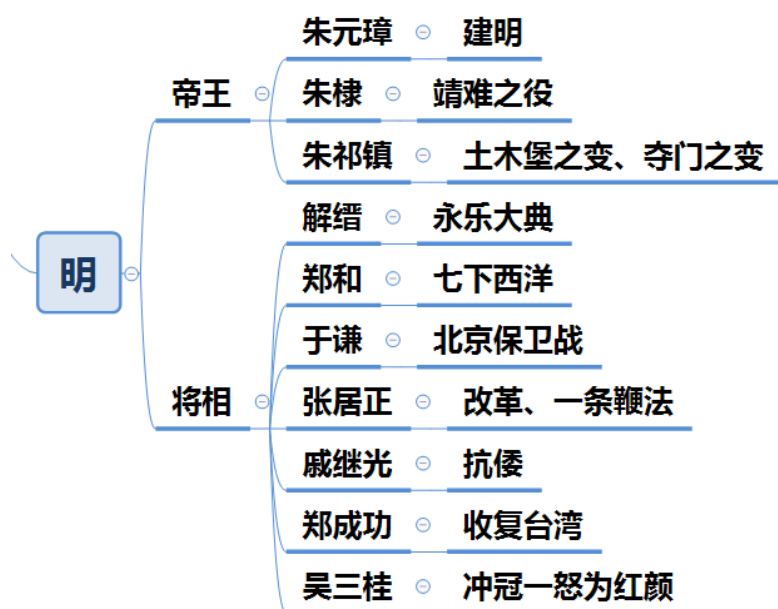 明
帝王
朱元璋 建明
朱棣 靖难之役
朱祁镇 土木堡之变、夺门之变
将相
解缙 永乐大典
郑和 七下西洋
于谦 北京保卫战
张居正 改革、一条鞭法
戚继光 抗倭
郑成功 收复台湾
吴三桂 冲冠一怒为红颜